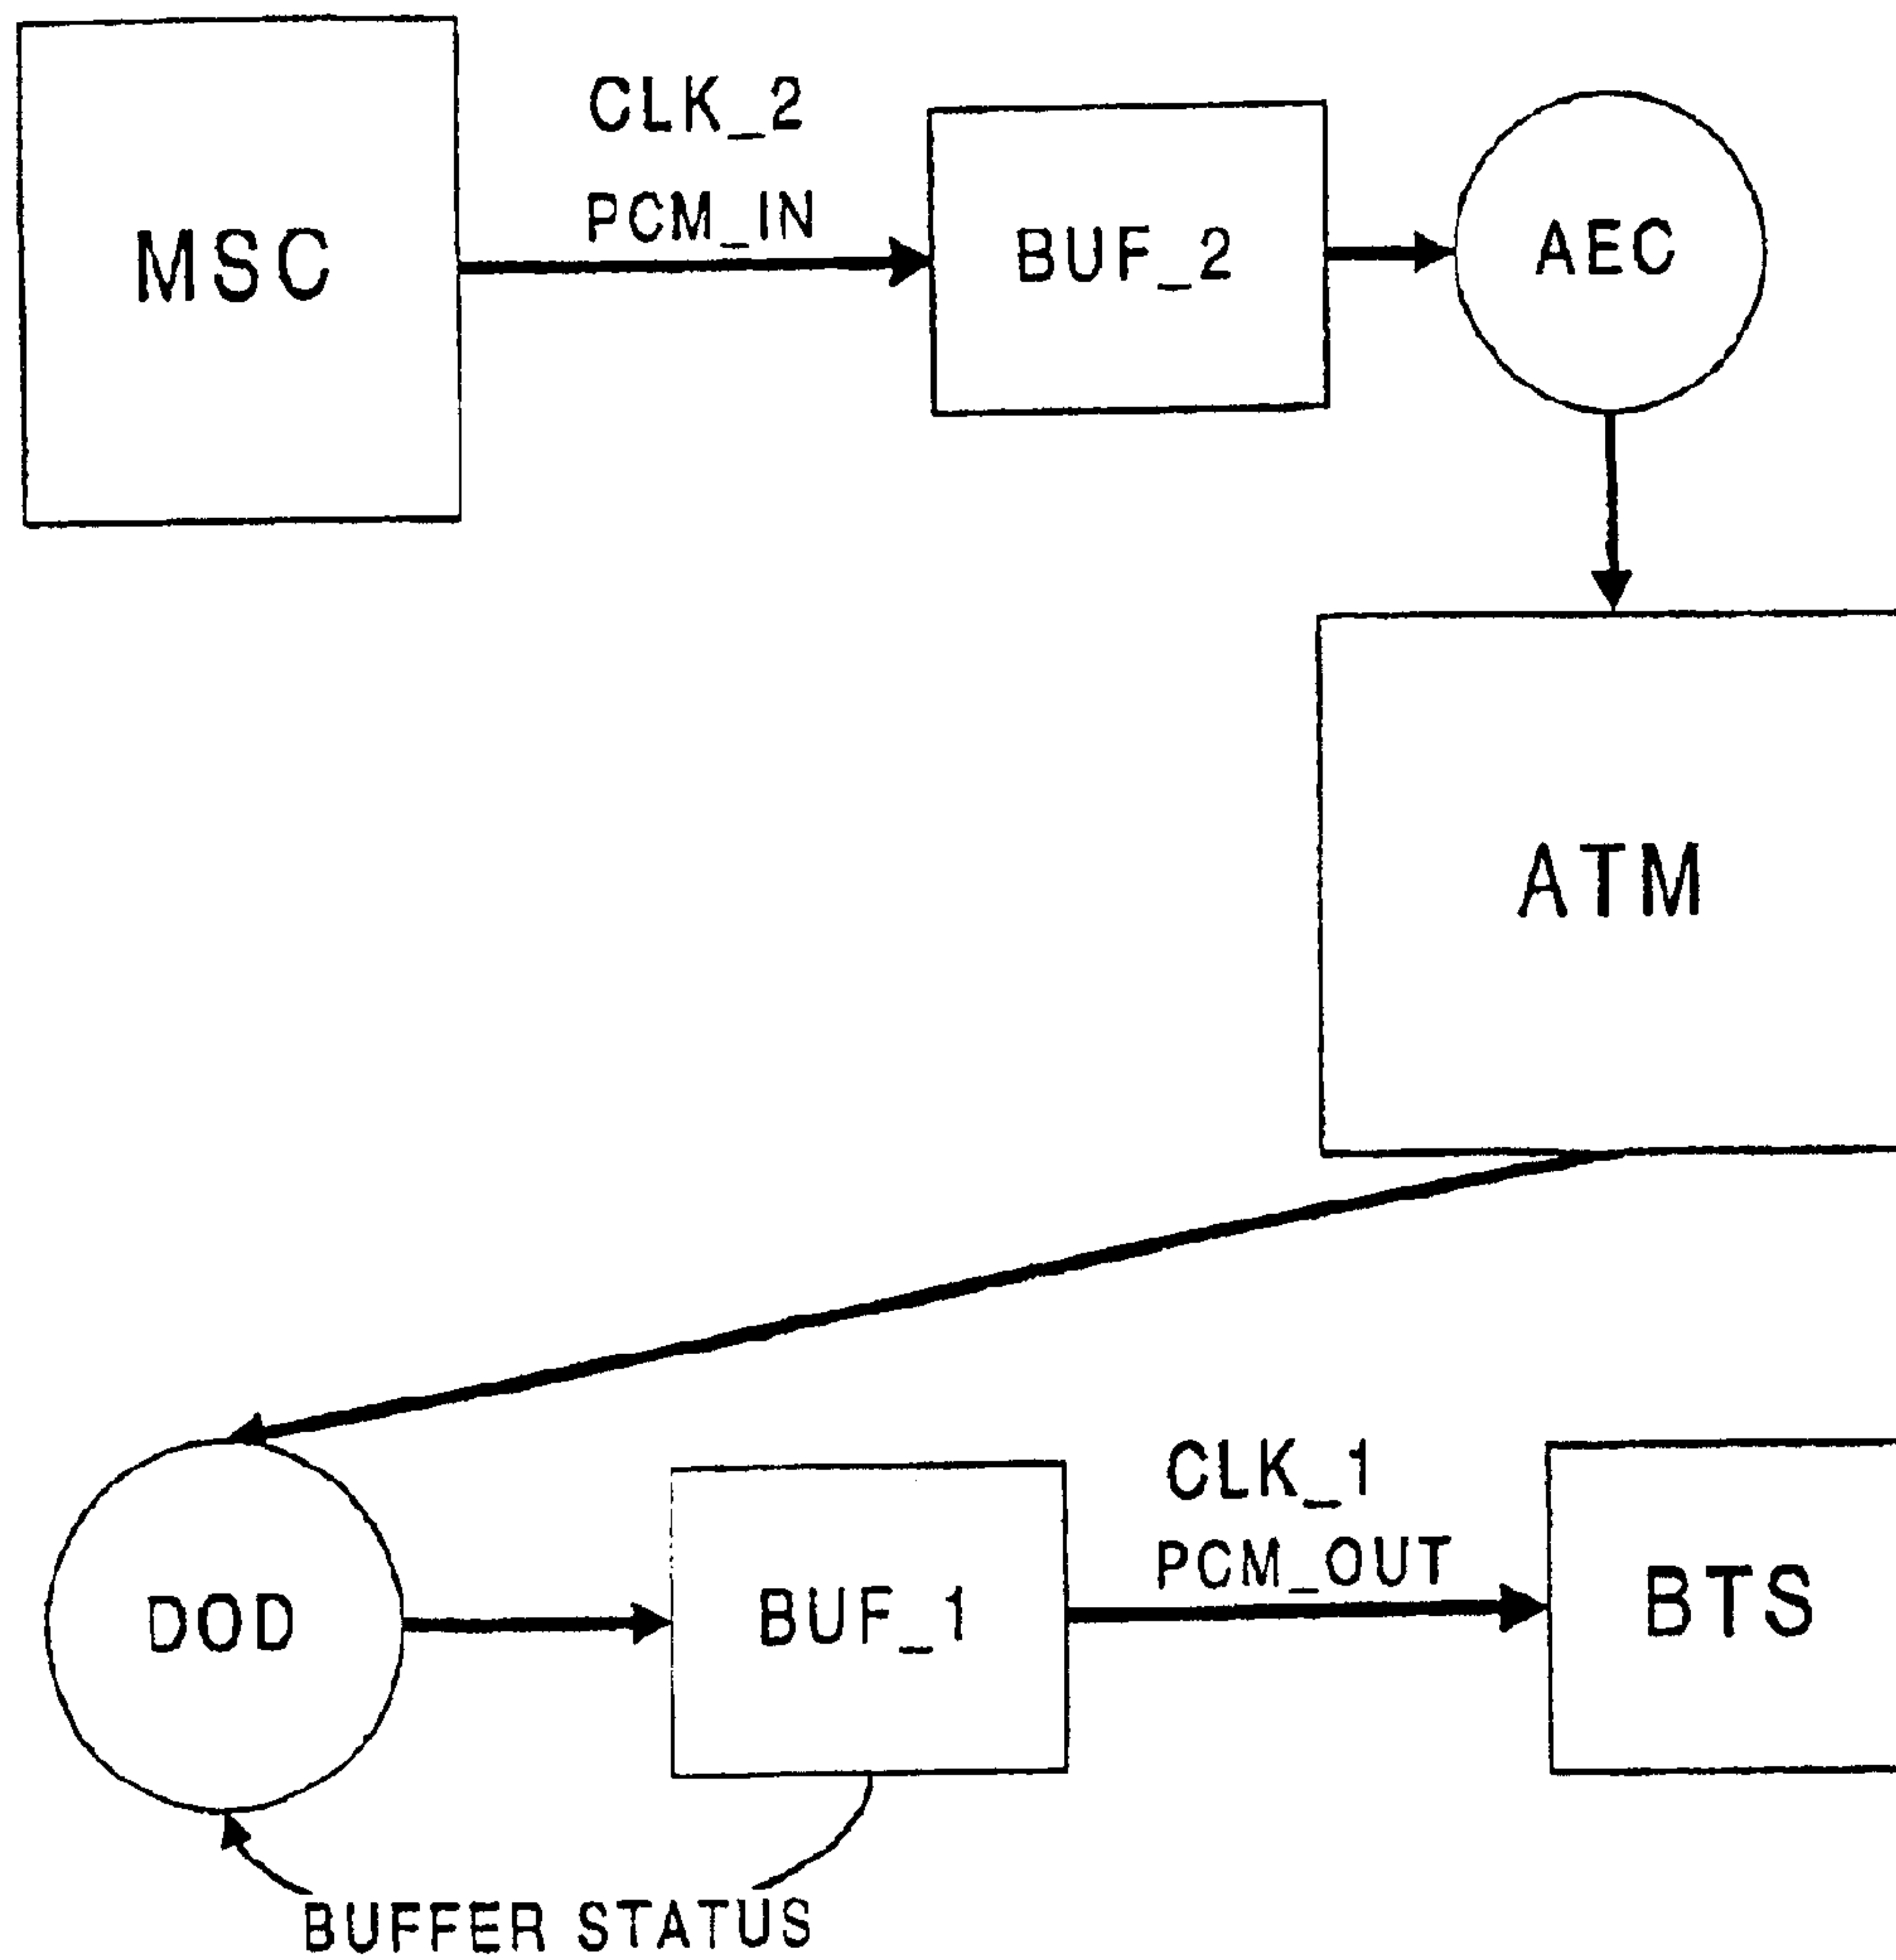 MSC
CLK_2
PCM_IN
BUF_2
AEC
ATM
DOD
BUF_1
CLK_1
PCM_OUT
BTS
BUFFER STATUS